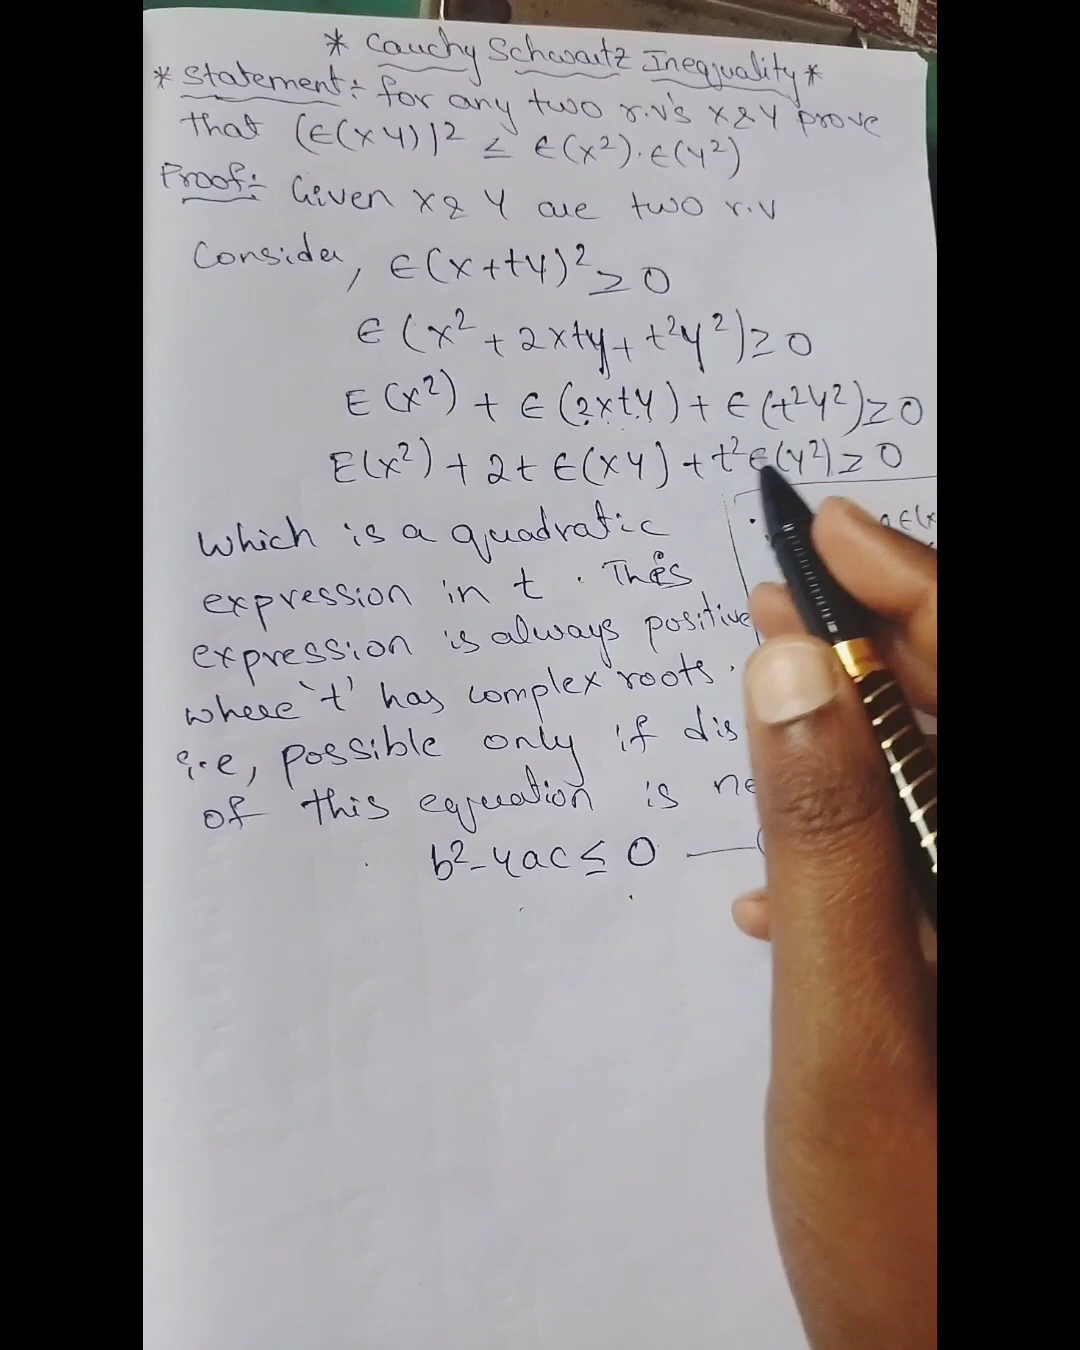 * Cauchy Schwartz Inequality *
* Statement:- for any two r.v's x & y prove
that (E(xy))² ≤ E(x²).E(y²)
Proof:- Given x & y are two r.v
Consider, E(x+ty)² ≥ 0
E(x² + 2xty + t²y²) ≥ 0
E(x²) + E(2xty) + E(t²y²) ≥ 0
E(x²) + 2t E(xy) + t² E(y²) ≥ 0
which is a quadratic
expression in t. This
expression is always positive
where 't' has complex roots.
i.e, possible only if
of this equation is
b²-4ac ≤ 0